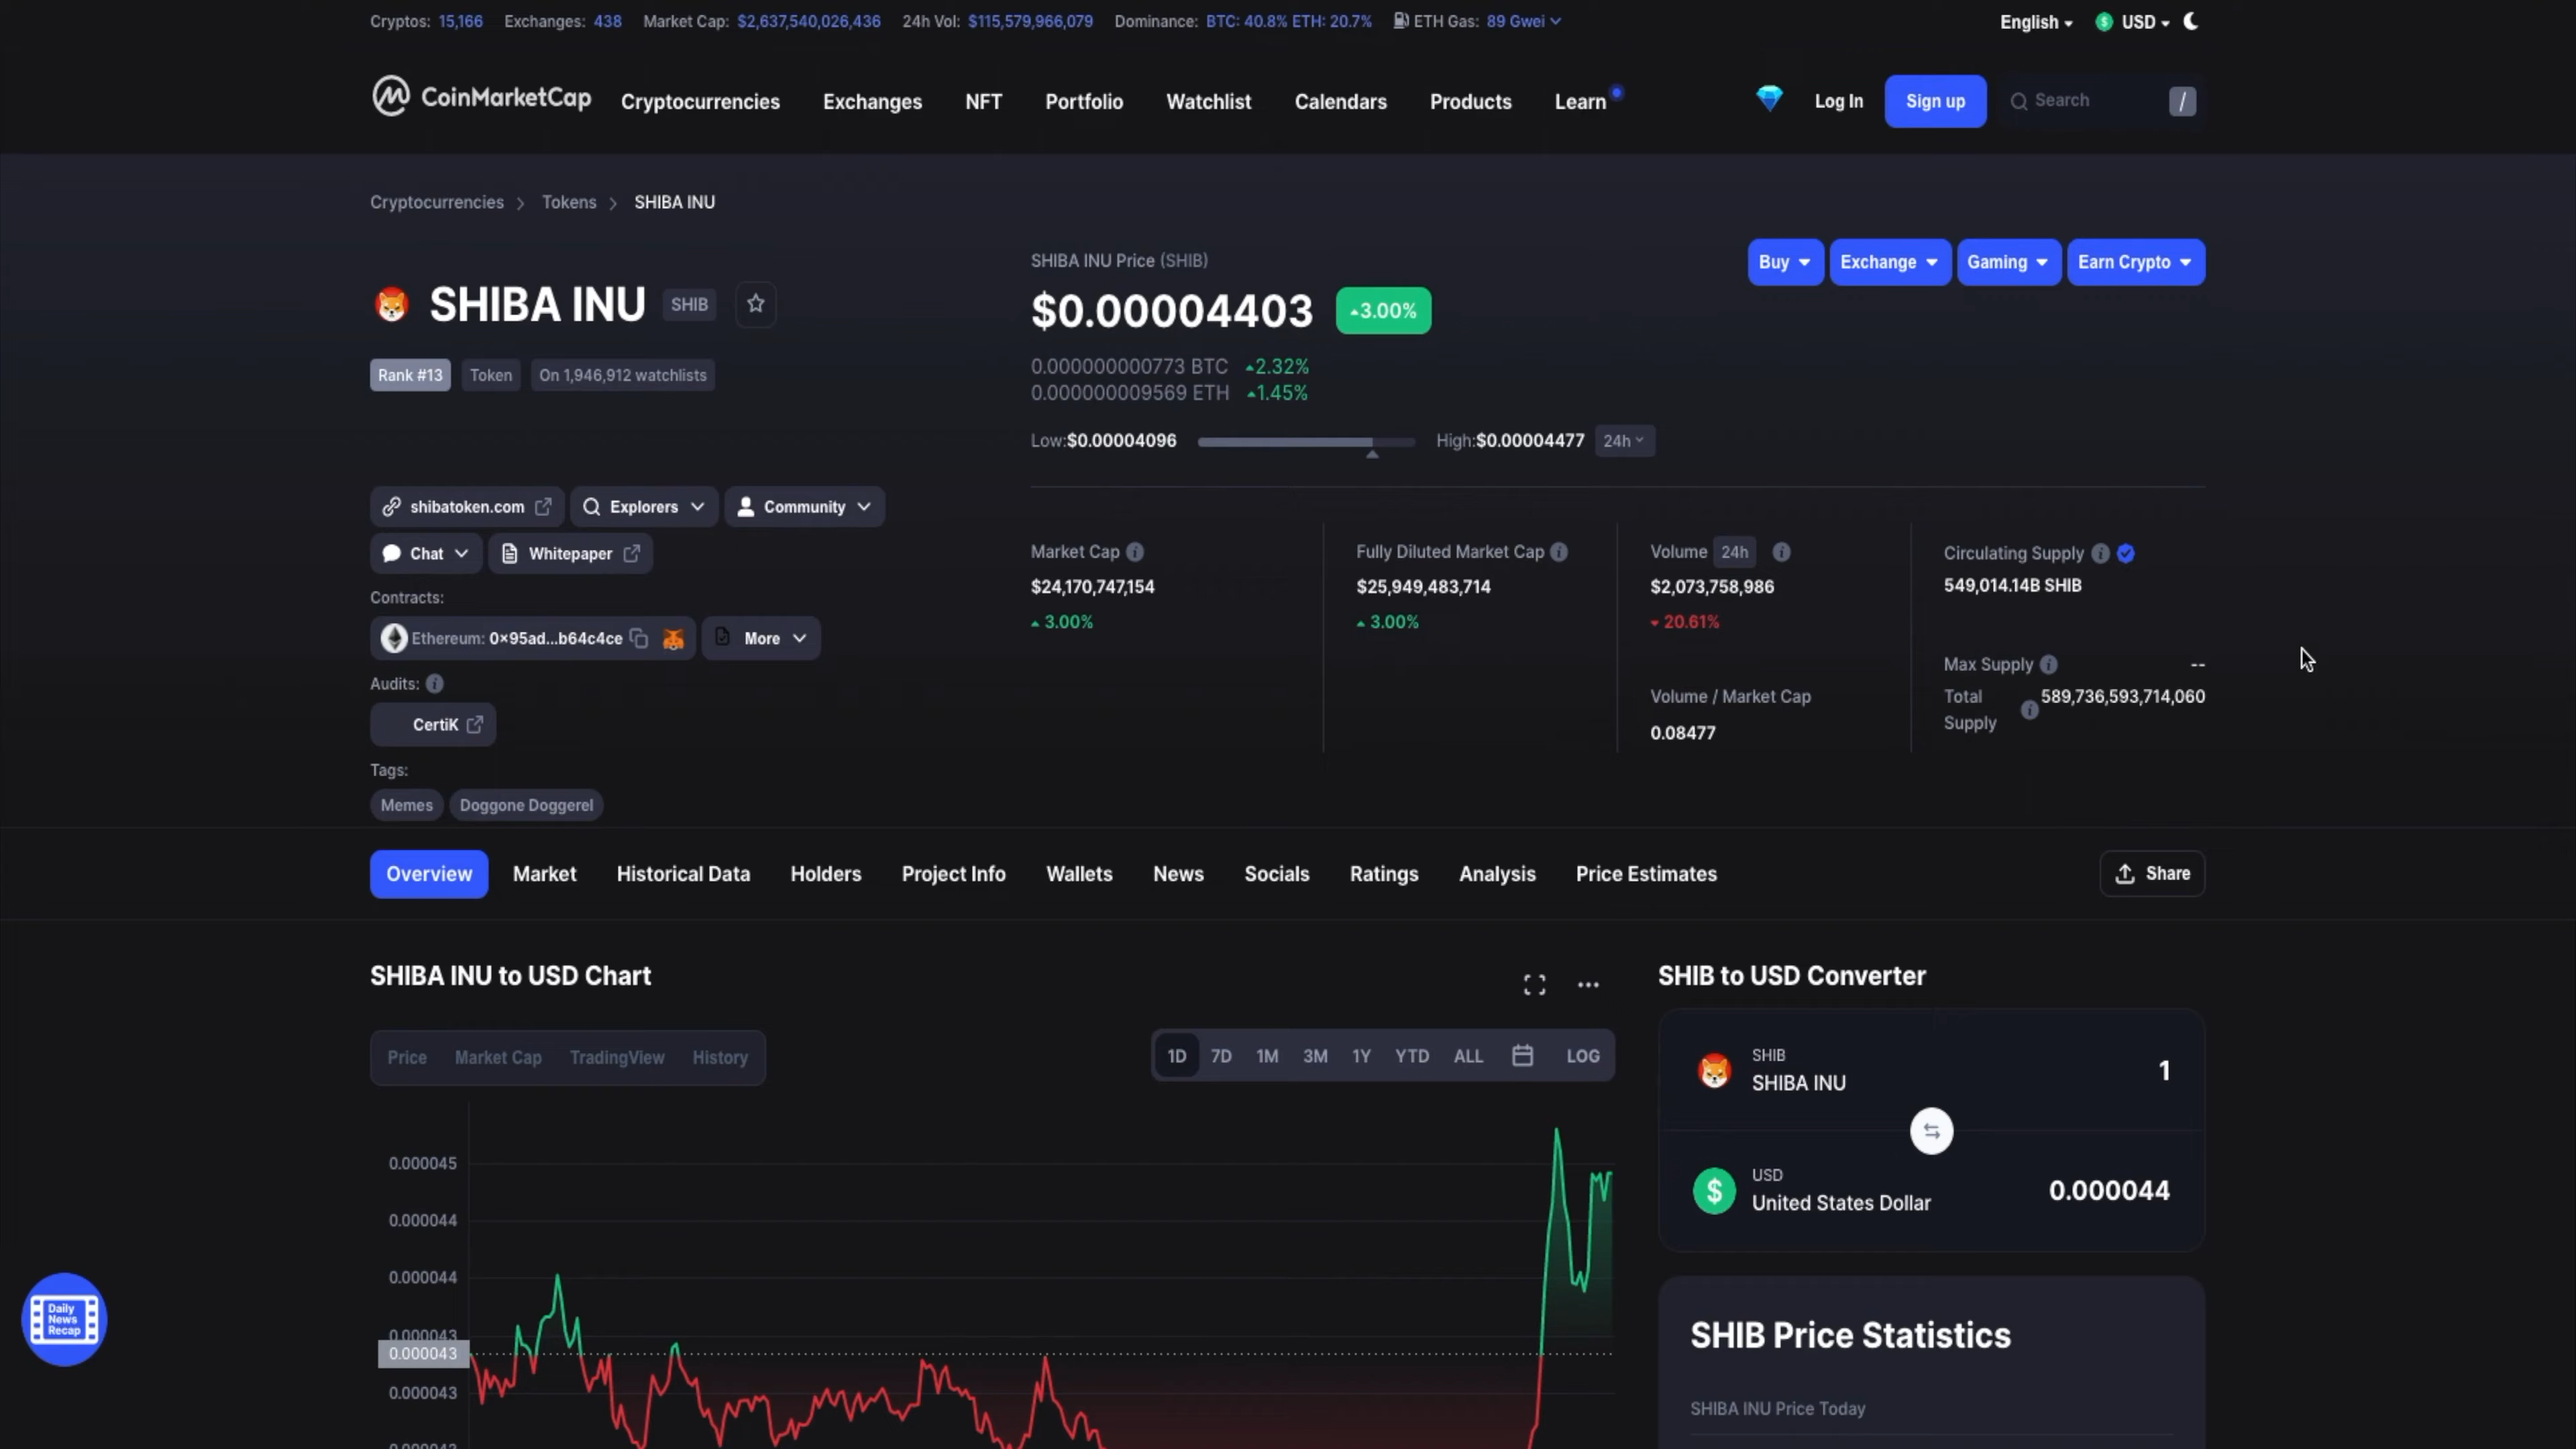 Cryptos: 15,166 Exchanges: 438 Market Cap: $2,637,540,026,436 24h Vol: $115,579,966,079 Dominance: BTC: 40.8% ETH: 20.7% ETH Gas: 89 Gwei English USD
CoinMarketCap Cryptocurrencies Exchanges NFT Portfolio Watchlist Calendars Products Learn Log In Sign up Search /
Cryptocurrencies > Tokens > SHIBA INU
SHIBA INU Price (SHIB) Buy Exchange Gaming Earn Crypto
SHIBA INU SHIB $0.00004403 3.00%
Rank #13 Token On 1,946,912 watchlists 0.000000000773 BTC 2.32%
0.000000009569 ETH 1.45%
Low:$0.00004096 High:$0.00004477 24h
shibatoken.com Explorers Community
Chat Whitepaper
Contracts:
Ethereum: 0x95ad...b64c4ce More
Audits:
CertiK
Tags:
Memes Doggone Doggerel
Market Cap
$24,170,747,154
3.00%
Fully Diluted Market Cap
$25,949,483,714
3.00%
Volume 24h
$2,073,758,986
20.61%
Volume / Market Cap
0.08477
Circulating Supply
549,014.14B SHIB
Max Supply --
Total 589,736,593,714,060
Supply
Overview Market Historical Data Holders Project Info Wallets News Socials Ratings Analysis Price Estimates Share
SHIBA INU to USD Chart
Price Market Cap TradingView History 1D 7D 1M 3M 1Y YTD ALL LOG
0.000045
0.000044
0.000044
0.000043
0.000043
0.000043
SHIB to USD Converter
SHIB
SHIBA INU 1
USD
United States Dollar 0.000044
SHIB Price Statistics
SHIBA INU Price Today
Daily
News
Recap